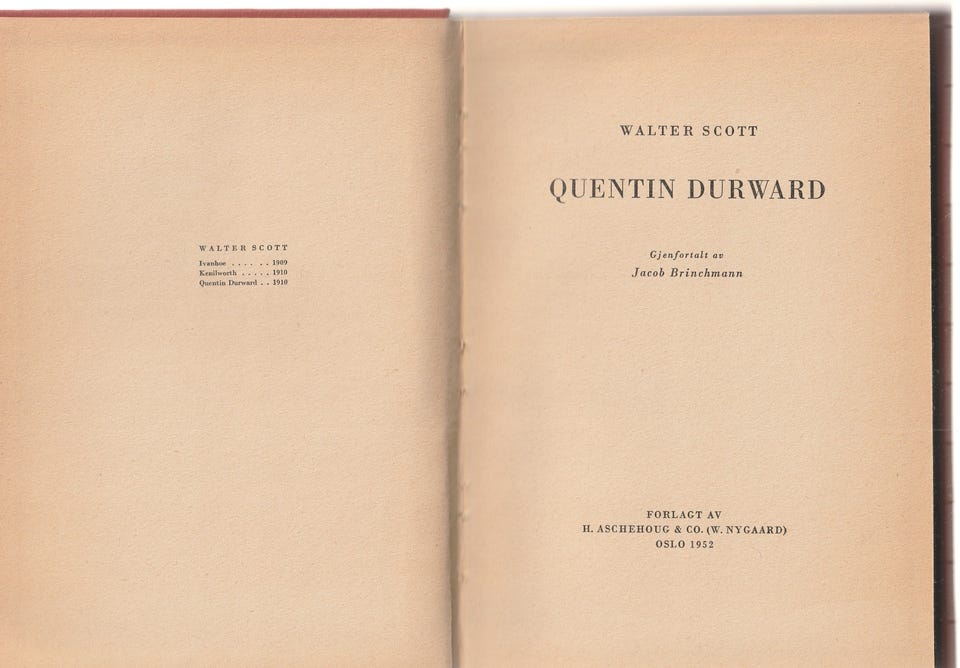 WALTER SCOTT
Ivanhoe . . . . . . 1909
Kenilworth . . . . . 1910
Quentin Durward . . 1910
WALTER SCOTT
QUENTIN DURWARD
Gjenfortalt av
Jacob Brinchmann
FORLAGT AV
H. ASCHEHOUG & CO. (W. NYGAARD)
OSLO 1952